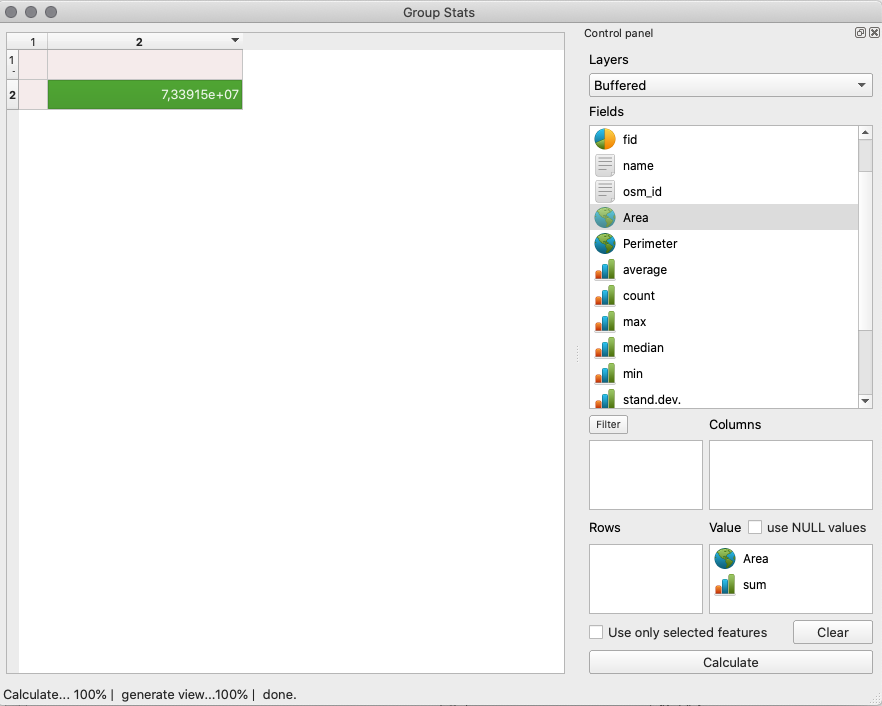 Group Stats
1 2
1
2 7,33915e+07
Control panel
Layers
Buffered
Fields
fid
name
osm_id
Area
Perimeter
average
count
max
median
min
stand.dev.
Filter Columns
Rows Value use NULL values
Area
sum
Use only selected features Clear
Calculate
Calculate... 100% | generate view...100% | done.